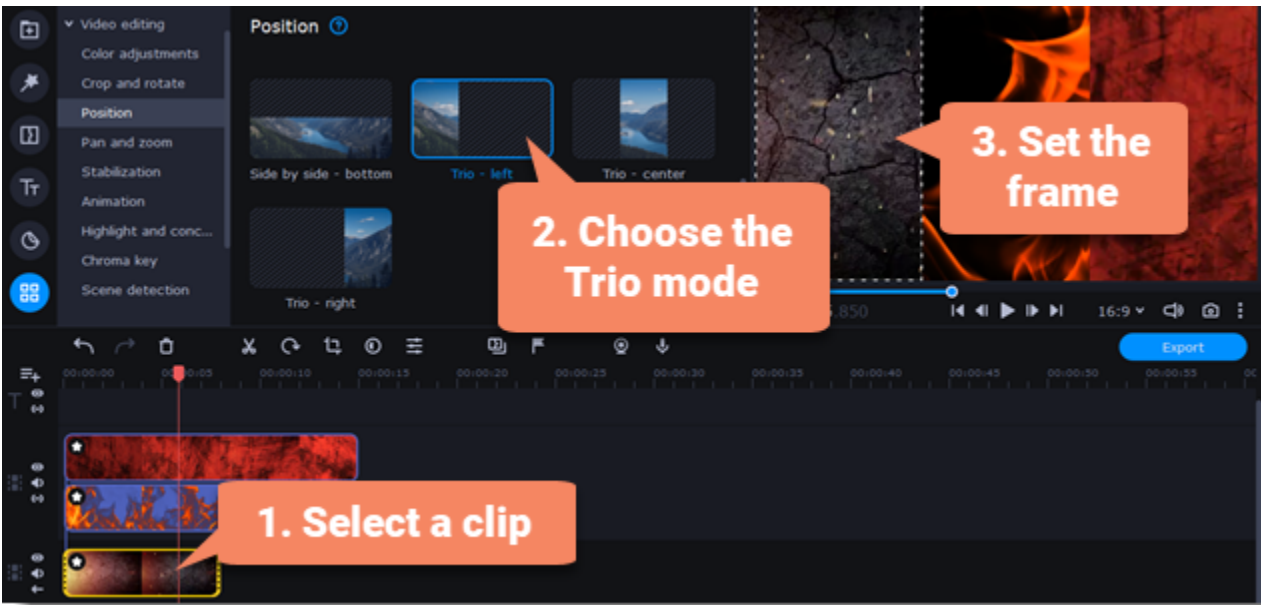 Video editing
Color adjustments
Crop and rotate
Position
Pan and zoom
Stabilization
Animation
Highlight and conc...
Chroma key
Scene detection
Position ?
Side by side - bottom
Trio - left
Trio - center
Trio - right
3. Set the
frame
2. Choose the
Trio mode
.850
16:9
Export
00:00:00
00:00:10
00:00:15
00:00:20
00:00:25
00:00:30
00:00:35
00:00:40
00:00:45
00:00:50
00:00:55
1. Select a clip